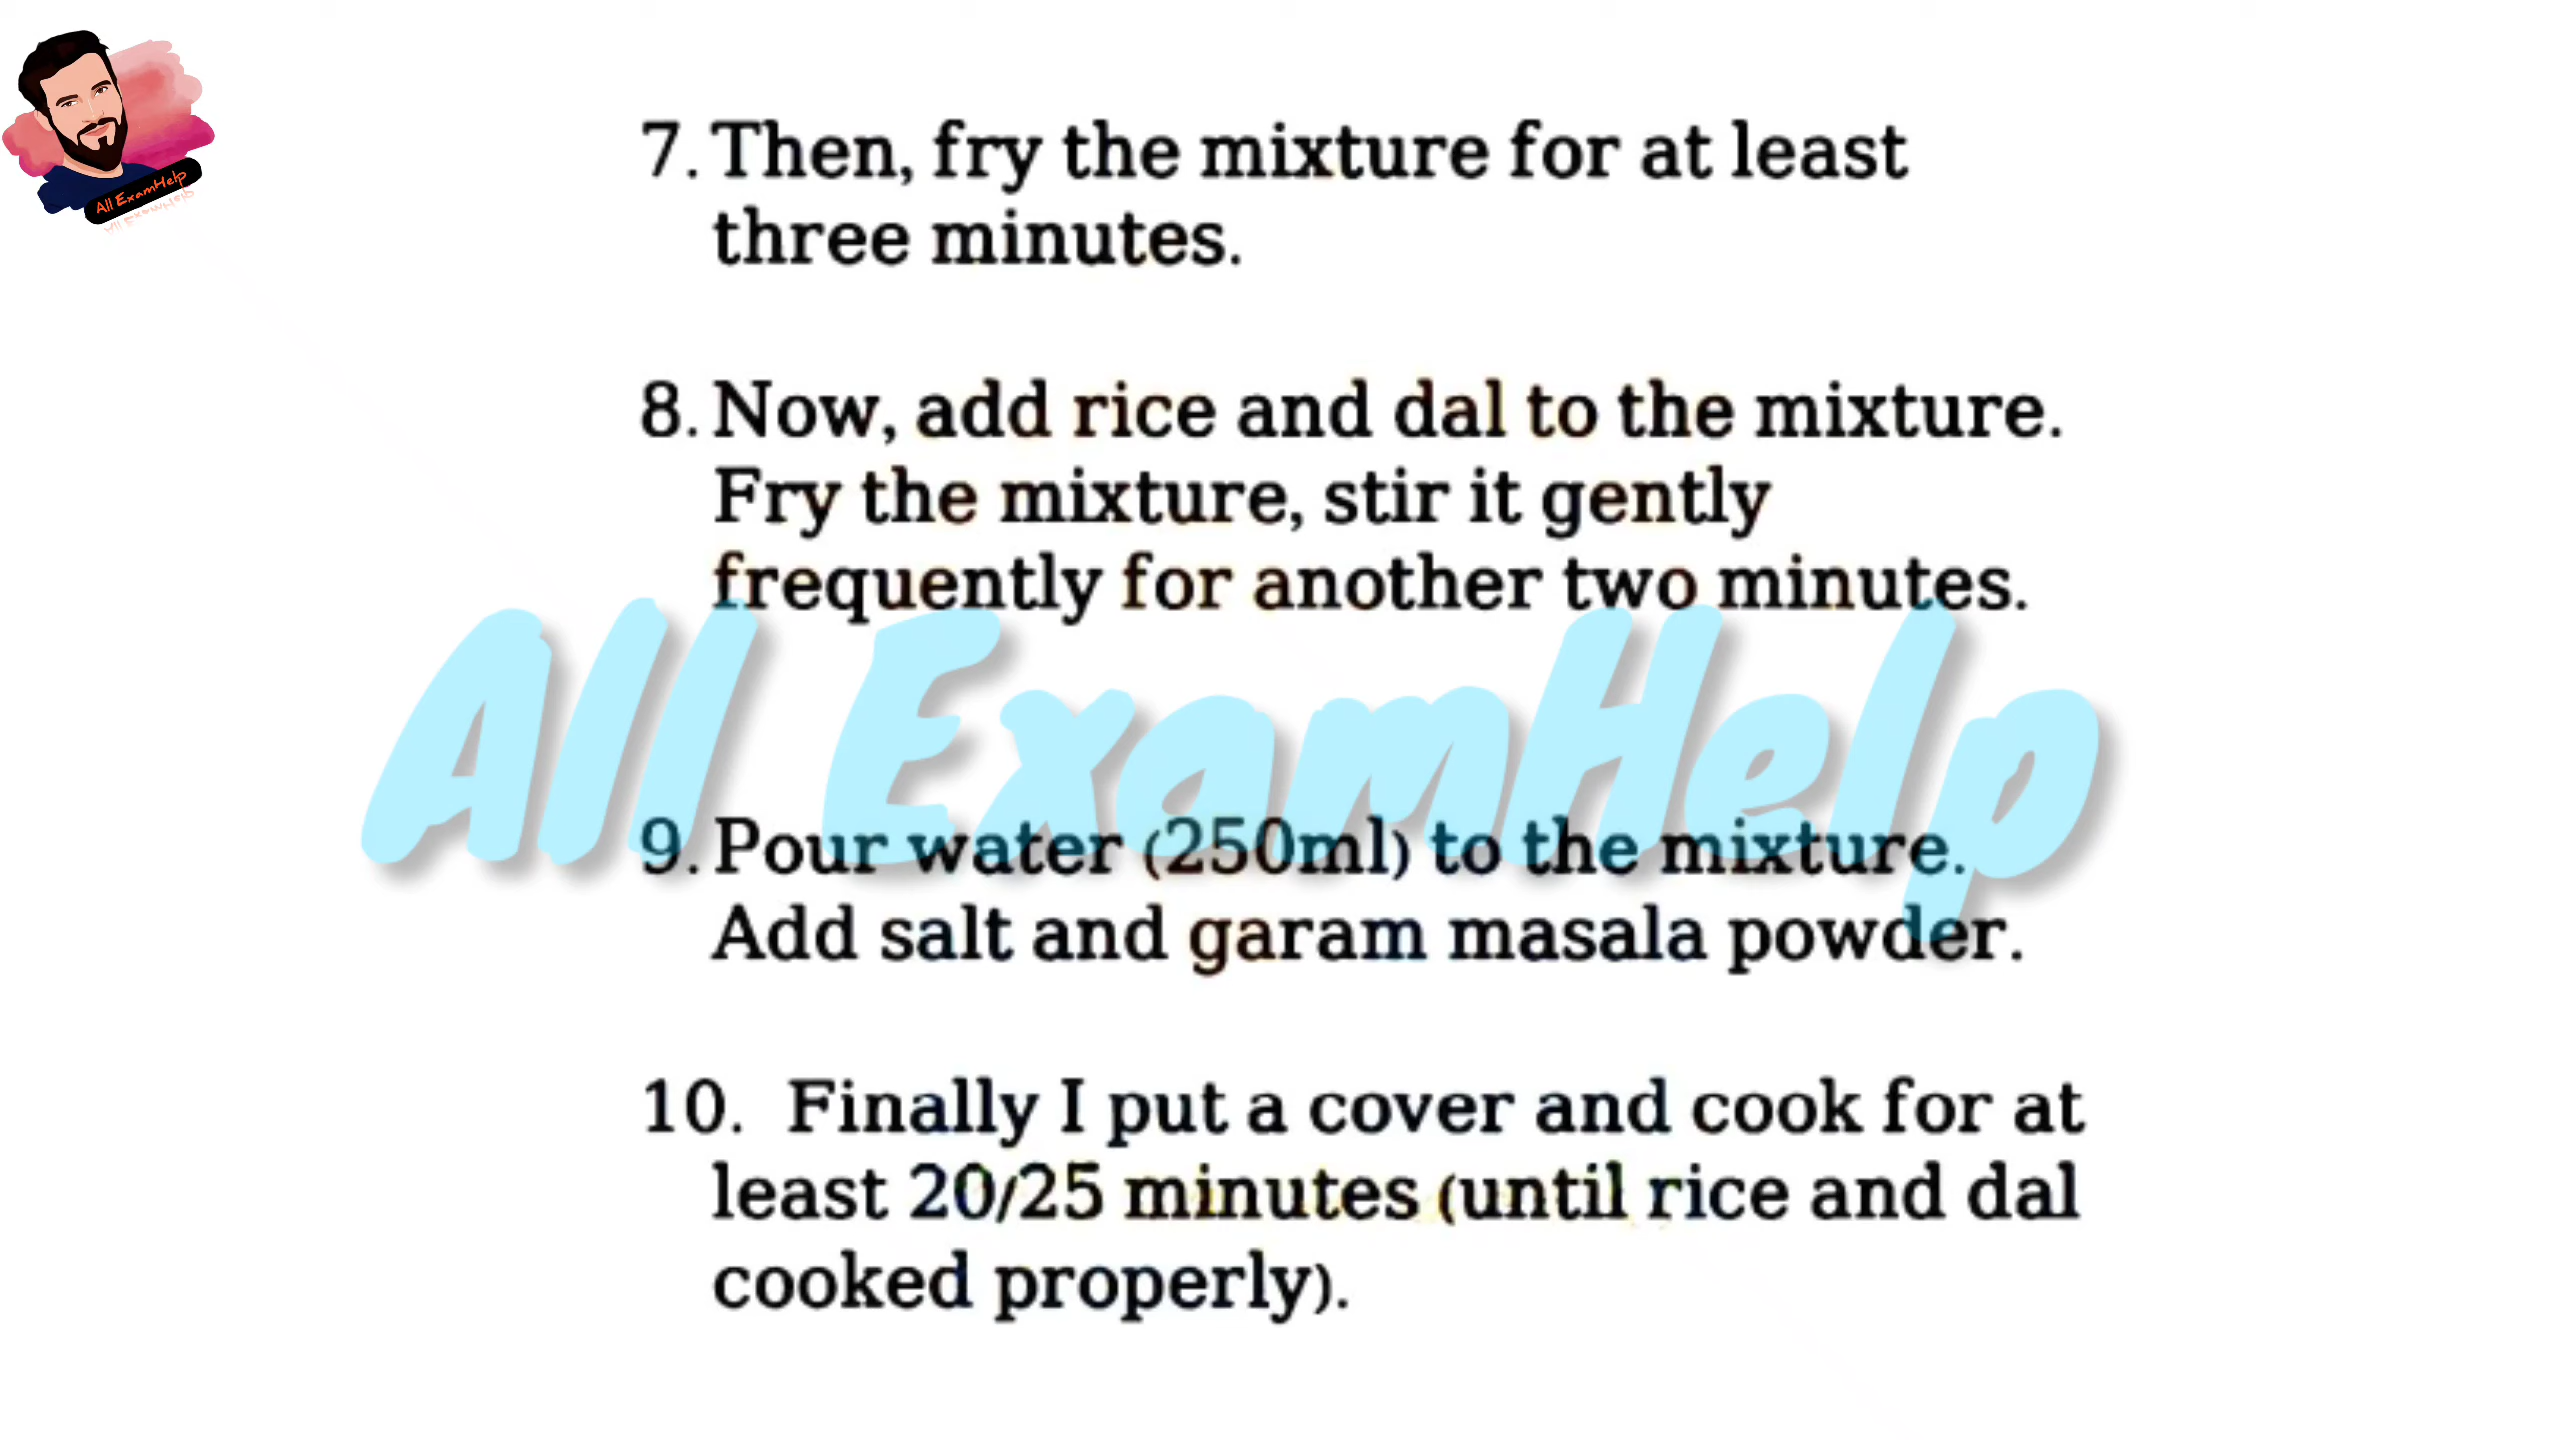 All ExamHelp
7. Then, fry the mixture for at least
three minutes.
8. Now, add rice and dal to the mixture.
Fry the mixture, stir it gently
frequently for another two minutes.
All ExamHelp
9. Pour water (250ml) to the mixture.
Add salt and garam masala powder.
10. Finally I put a cover and cook for at
least 20/25 minutes (until rice and dal
cooked properly).